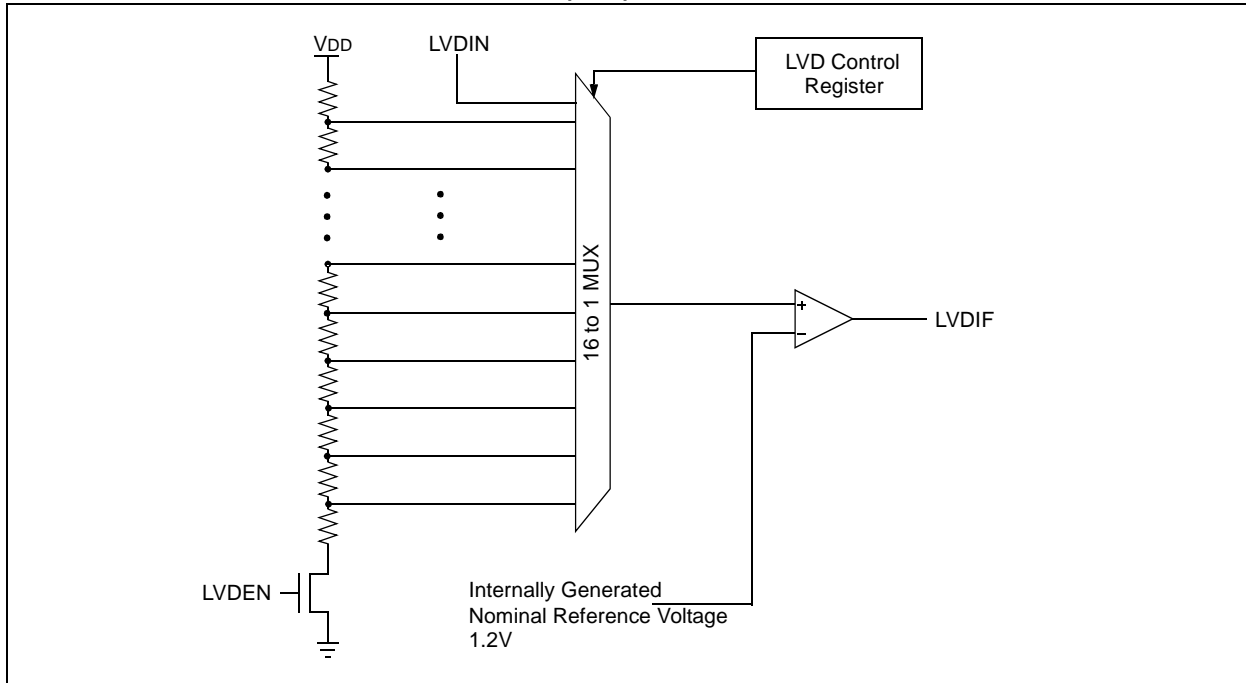 VDD
LVDIN
LVD Control
Register
16 to 1 MUX
+
−
LVDIF
LVDEN
Internally Generated
Nominal Reference Voltage
1.2V